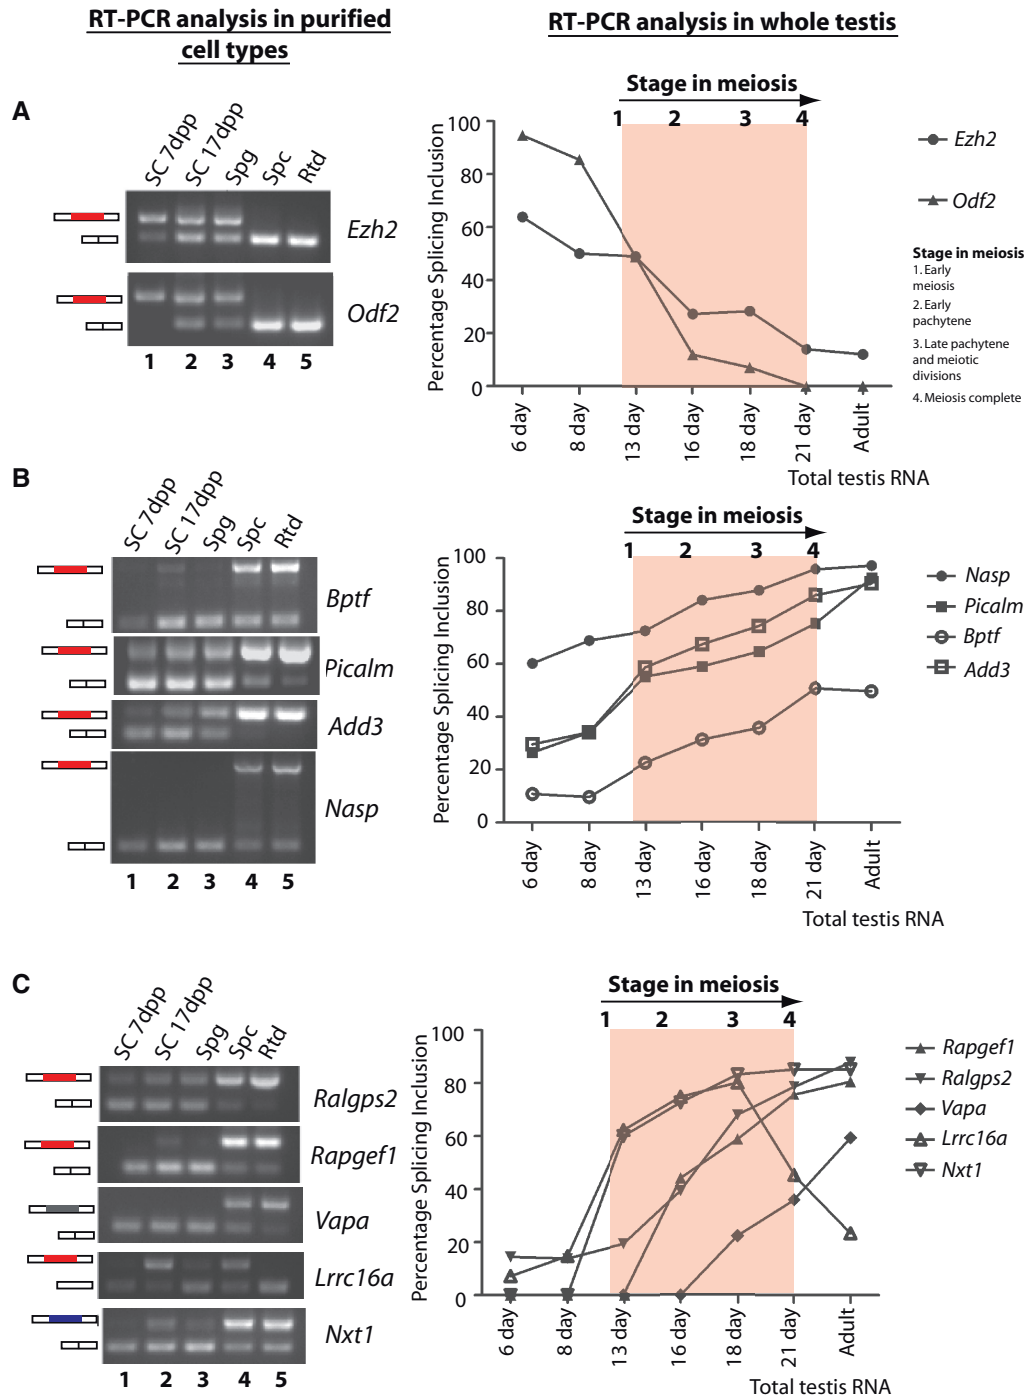 RT-PCR analysis in purified
cell types
RT-PCR analysis in whole testis
A
SC 7dpp
SC 17dpp
Spg
Spc
Rtd
Ezh2
Odf2
1 2 3 4 5
Stage in meiosis
1 2 3 4
Percentage Splicing Inclusion
100
80
60
40
20
0
6 day
8 day
13 day
16 day
18 day
21 day
Adult
Total testis RNA
Ezh2
Odf2
Stage in meiosis
1. Early
meiosis
2. Early
pachytene
3. Late pachytene
and meiotic
divisions
4. Meiosis complete
B
SC 7dpp
SC 17dpp
Spg
Spc
Rtd
Bptf
Picalm
Add3
Nasp
1 2 3 4 5
Stage in meiosis
1 2 3 4
Percentage Splicing Inclusion
100
80
60
40
20
0
6 day
8 day
13 day
16 day
18 day
21 day
Adult
Total testis RNA
Nasp
Picalm
Bptf
Add3
C
SC 7dpp
SC 17dpp
Spg
Spc
Rtd
Ralgps2
Rapgef1
Vapa
Lrrc16a
Nxt1
1 2 3 4 5
Stage in meiosis
1 2 3 4
Percentage Splicing Inclusion
100
80
60
40
20
0
6 day
8 day
13 day
16 day
18 day
21 day
Adult
Total testis RNA
Rapgef1
Ralgps2
Vapa
Lrrc16a
Nxt1